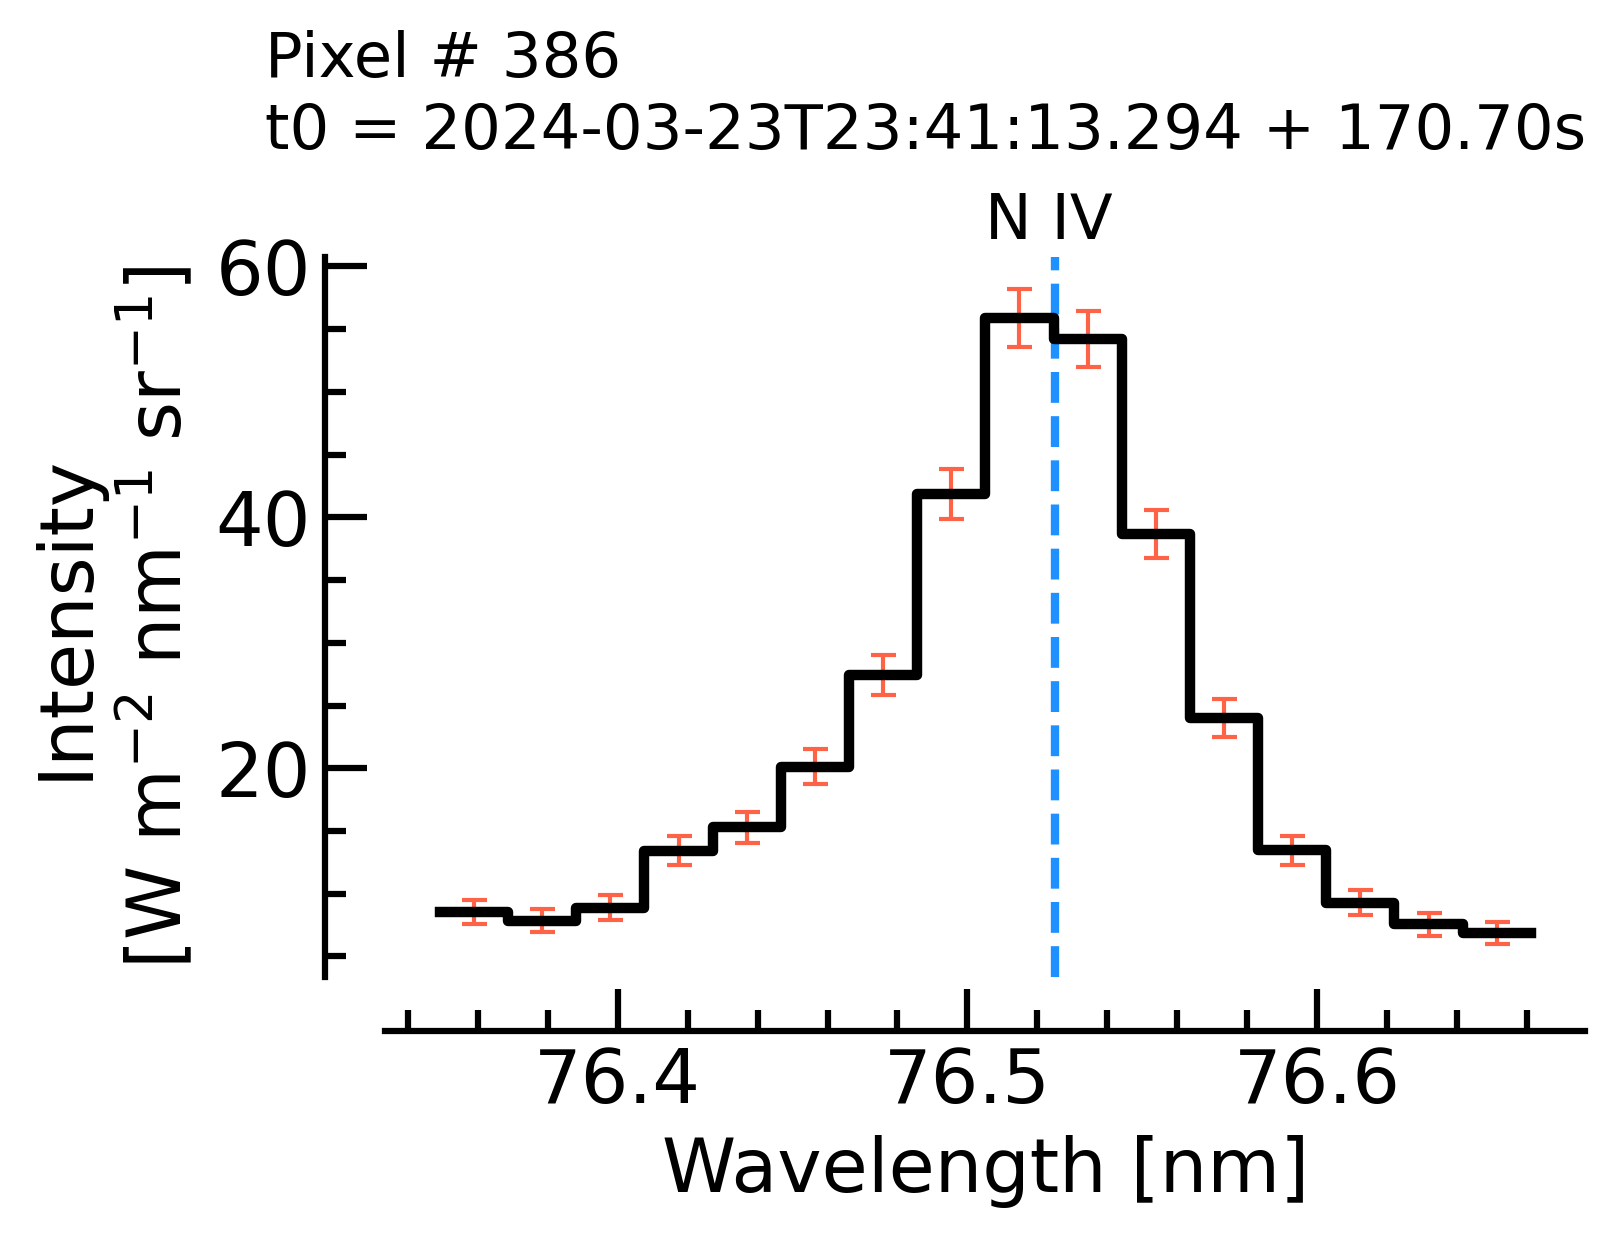 Pixel # 386
t0 = 2024-03-23T23:41:13.294 + 170.70s
N IV
60
40
20
Intensity
[W m⁻² nm⁻¹ sr⁻¹]
76.4 76.5 76.6
Wavelength [nm]